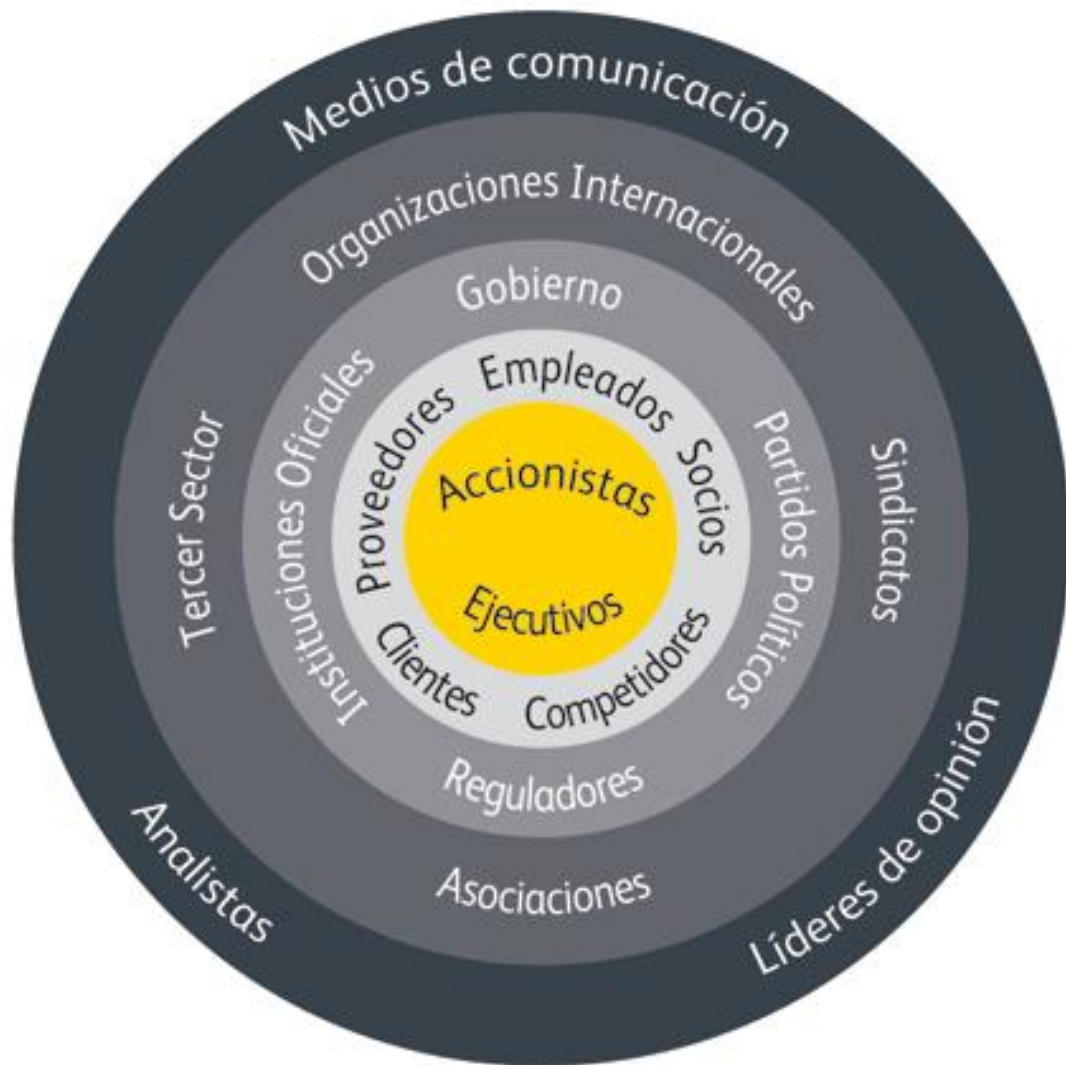 Medios de comunicación
Organizaciones Internacionales
Gobierno
Empleados
Proveedores
Socios
Accionistas
Ejecutivos
Clientes
Competidores
Instituciones Oficiales
Partidos Políticos
Reguladores
Tercer Sector
Sindicatos
Asociaciones
Analistas
Líderes de opinión